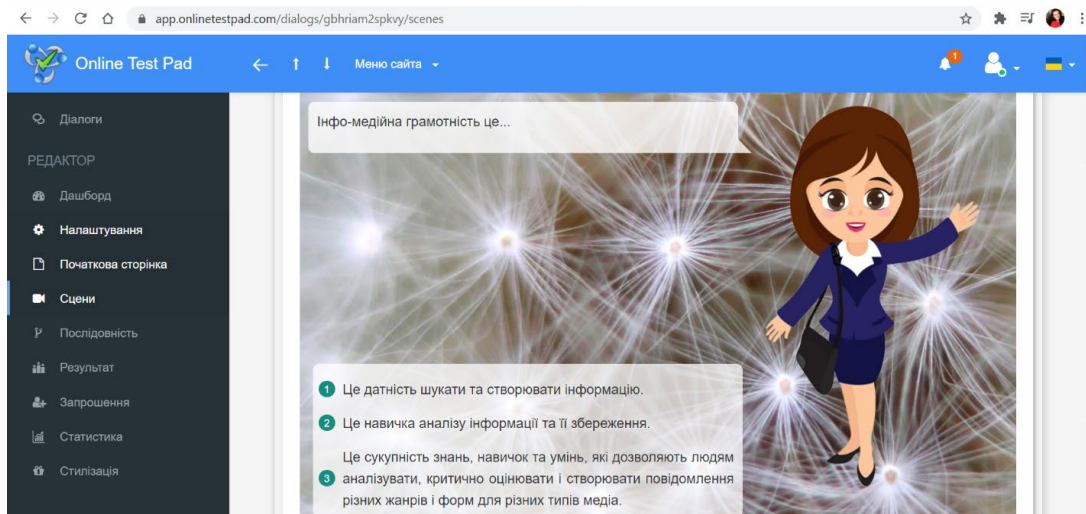 app.onlinetestpad.com/dialogs/gbhriam2spkvy/scenes
Online Test Pad
Меню сайта
1
Діалоги
РЕДАКТОР
Дашборд
Налаштування
Початкова сторінка
Сцени
Послідовність
Результат
Запрошення
Статистика
Стилізація
Інфо-медійна грамотність це...
1 Це датність шукати та створювати інформацію.
2 Це навичка аналізу інформації та її збереження.
Це сукупність знань, навичок та умінь, які дозволяють людям
3 аналізувати, критично оцінювати і створювати повідомлення
різних жанрів і форм для різних типів медіа.